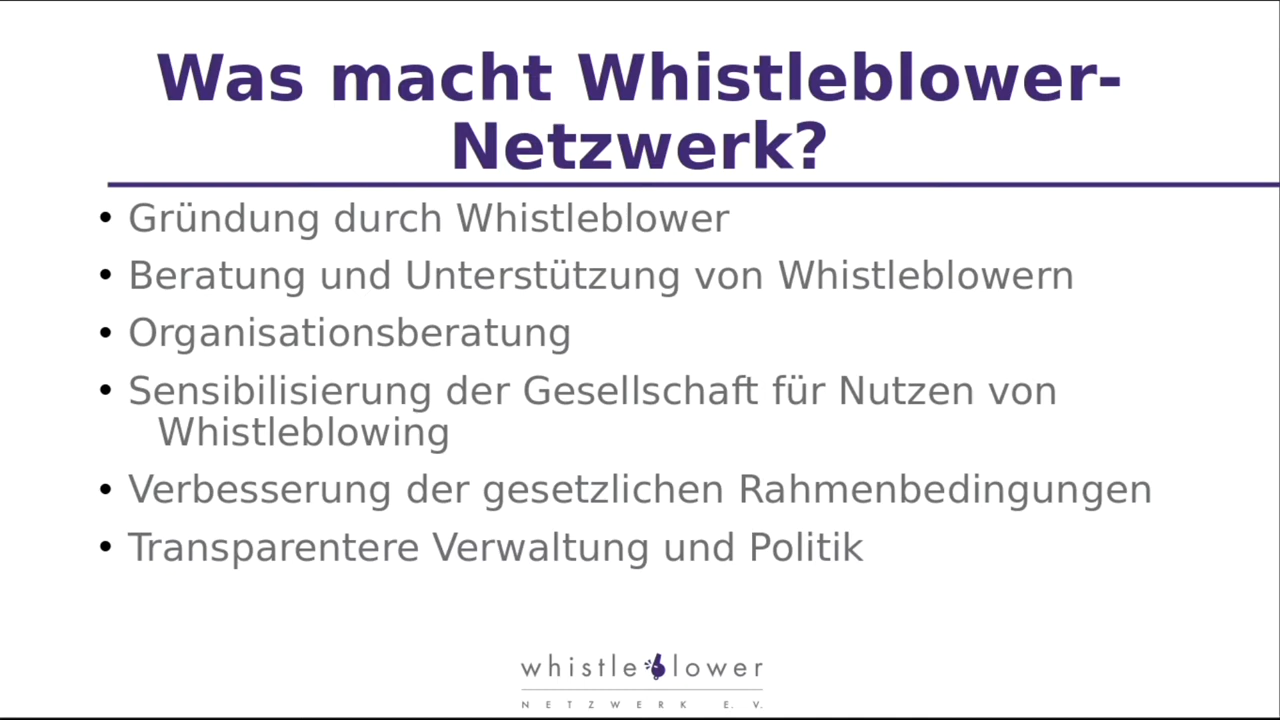 Was macht Whistleblower-
Netzwerk?
• Gründung durch Whistleblower
• Beratung und Unterstützung von Whistleblowern
• Organisationsberatung
• Sensibilisierung der Gesellschaft für Nutzen von
Whistleblowing
• Verbesserung der gesetzlichen Rahmenbedingungen
• Transparentere Verwaltung und Politik
whistleblower
NETZWERK E.V.